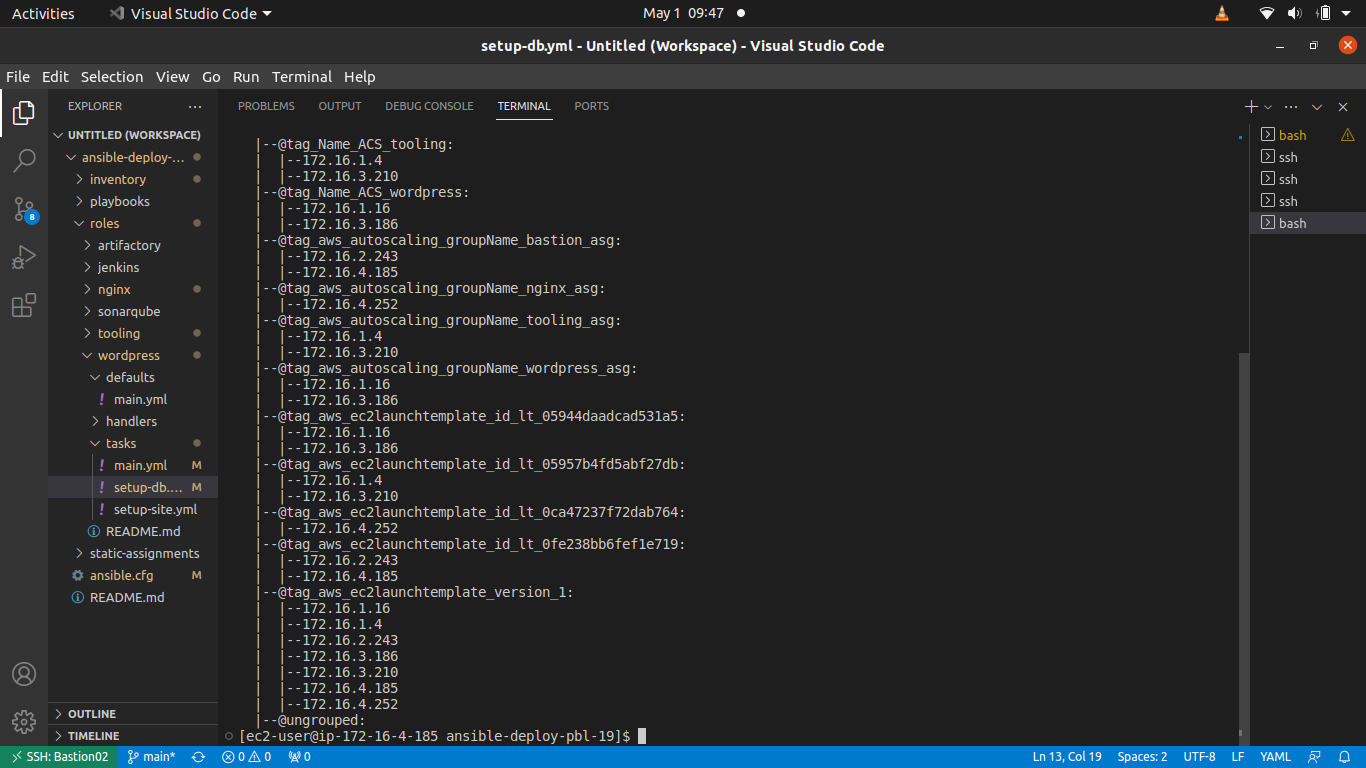 Activities
Visual Studio Code
May 1 09:47
setup-db.yml - Untitled (Workspace) - Visual Studio Code
File Edit Selection View Go Run Terminal Help
EXPLORER
PROBLEMS OUTPUT DEBUG CONSOLE TERMINAL PORTS
UNTITLED (WORKSPACE)
ansible-deploy-...
inventory
playbooks
roles
artifactory
jenkins
nginx
sonarqube
tooling
wordpress
defaults
! main.yml
handlers
tasks
! main.yml M
! setup-db.... M
! setup-site.yml
README.md
static-assignments
ansible.cfg M
README.md
OUTLINE
TIMELINE
8
|--@tag_Name_ACS_tooling:
| |--172.16.1.4
| |--172.16.3.210
|--@tag_Name_ACS_wordpress:
| |--172.16.1.16
| |--172.16.3.186
|--@tag_aws_autoscaling_groupName_bastion_asg:
| |--172.16.2.243
| |--172.16.4.185
|--@tag_aws_autoscaling_groupName_nginx_asg:
| |--172.16.4.252
|--@tag_aws_autoscaling_groupName_tooling_asg:
| |--172.16.1.4
| |--172.16.3.210
|--@tag_aws_autoscaling_groupName_wordpress_asg:
| |--172.16.1.16
| |--172.16.3.186
|--@tag_aws_ec2launchtemplate_id_lt_05944daadcad531a5:
| |--172.16.1.16
| |--172.16.3.186
|--@tag_aws_ec2launchtemplate_id_lt_05957b4fd5abf27db:
| |--172.16.1.4
| |--172.16.3.210
|--@tag_aws_ec2launchtemplate_id_lt_0ca47237f72dab764:
| |--172.16.4.252
|--@tag_aws_ec2launchtemplate_id_lt_0fe238bb6fef1e719:
| |--172.16.2.243
| |--172.16.4.185
|--@tag_aws_ec2launchtemplate_version_1:
| |--172.16.1.16
| |--172.16.1.4
| |--172.16.2.243
| |--172.16.3.186
| |--172.16.3.210
| |--172.16.4.185
| |--172.16.4.252
|--@ungrouped:
[ec2-user@ip-172-16-4-185 ansible-deploy-pbl-19]$
bash
ssh
ssh
ssh
bash
SSH: Bastion02 main* 0 0 0 Ln 13, Col 19 Spaces: 2 UTF-8 LF YAML